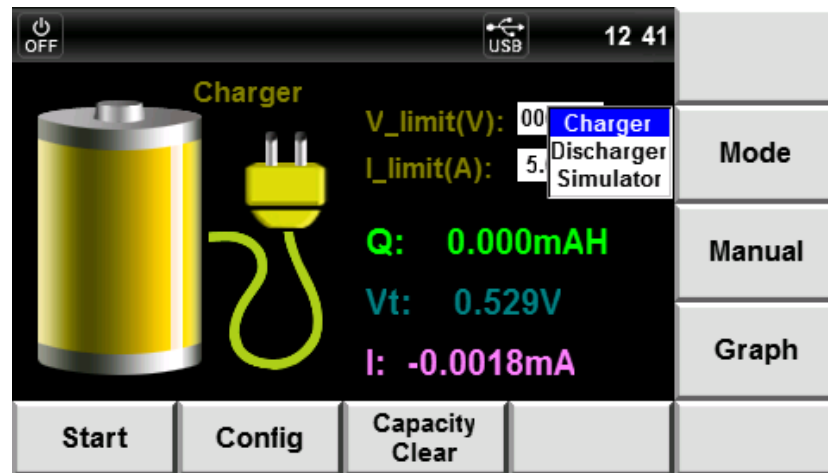 OFF
USB
12 41
Charger
V_limit(V): 00
I_limit(A): 5.
Charger
Discharger
Simulator
Q: 0.000mAH
Vt: 0.529V
I: -0.0018mA
Mode
Manual
Graph
Start
Config
Capacity
Clear